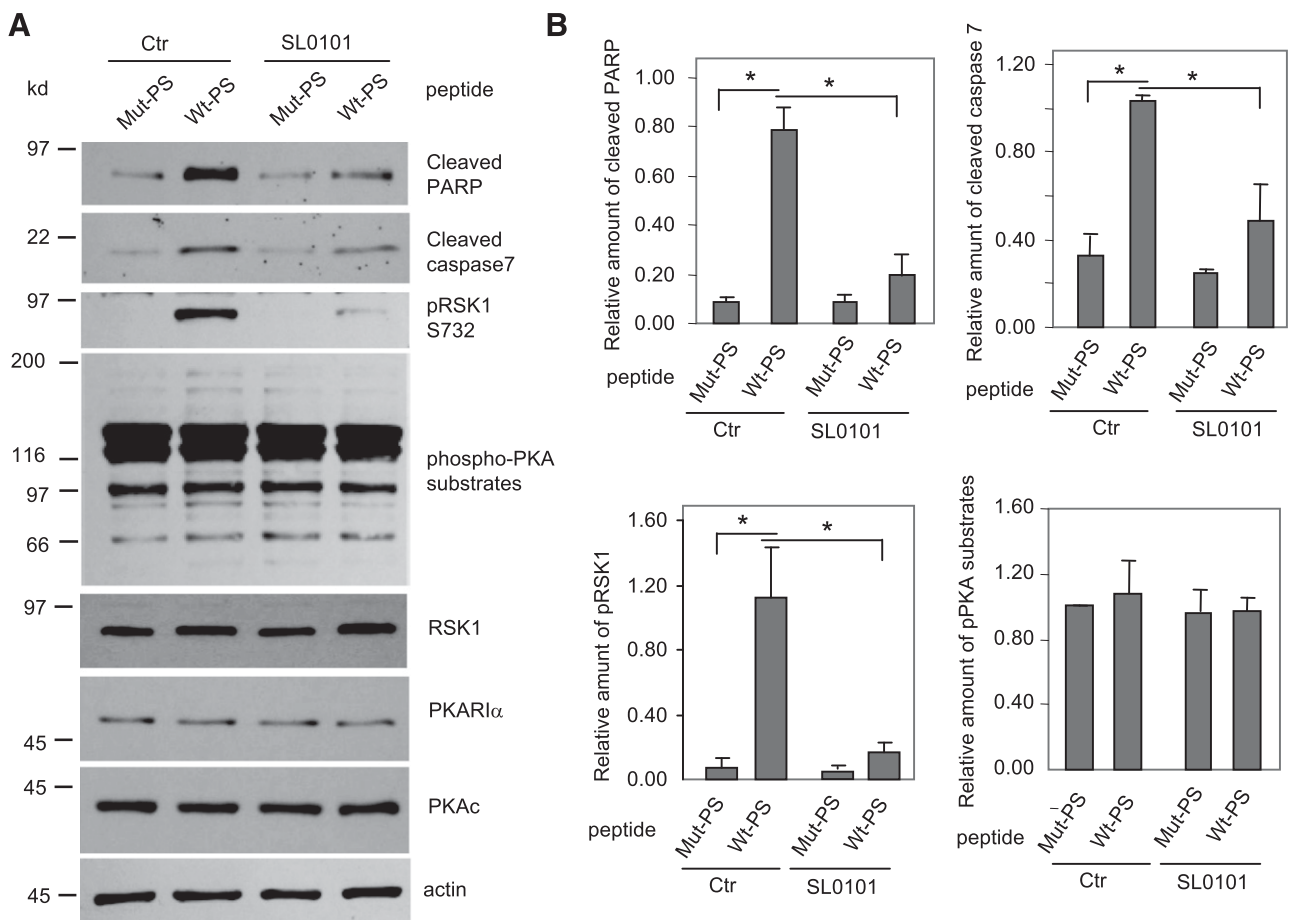 A
Ctr
SL0101
kd
Mut-PS
Wt-PS
Mut-PS
Wt-PS
peptide
97
Cleaved
PARP
22
Cleaved
caspase7
97
pRSK1
S732
200
116
97
66
phospho-PKA
substrates
97
RSK1
45
PKARIα
45
PKAc
45
actin
B
Relative amount of cleaved PARP
1.00
0.80
0.60
0.40
0.20
0.00
*
*
peptide
Mut-PS
Wt-PS
Mut-PS
Wt-PS
Ctr
SL0101
Relative amount of cleaved caspase 7
1.20
0.80
0.40
0.00
*
*
peptide
Mut-PS
Wt-PS
Mut-PS
Wt-PS
Ctr
SL0101
Relative amunt of pRSK1
1.60
1.20
0.80
0.40
0.00
*
*
peptide
Mut-PS
Wt-PS
Mut-PS
Wt-PS
Ctr
SL0101
Relative amount of pPKA substrates
1.60
1.20
0.80
0.40
0.00
peptide
Mut-PS
Wt-PS
Mut-PS
Wt-PS
Ctr
SL0101